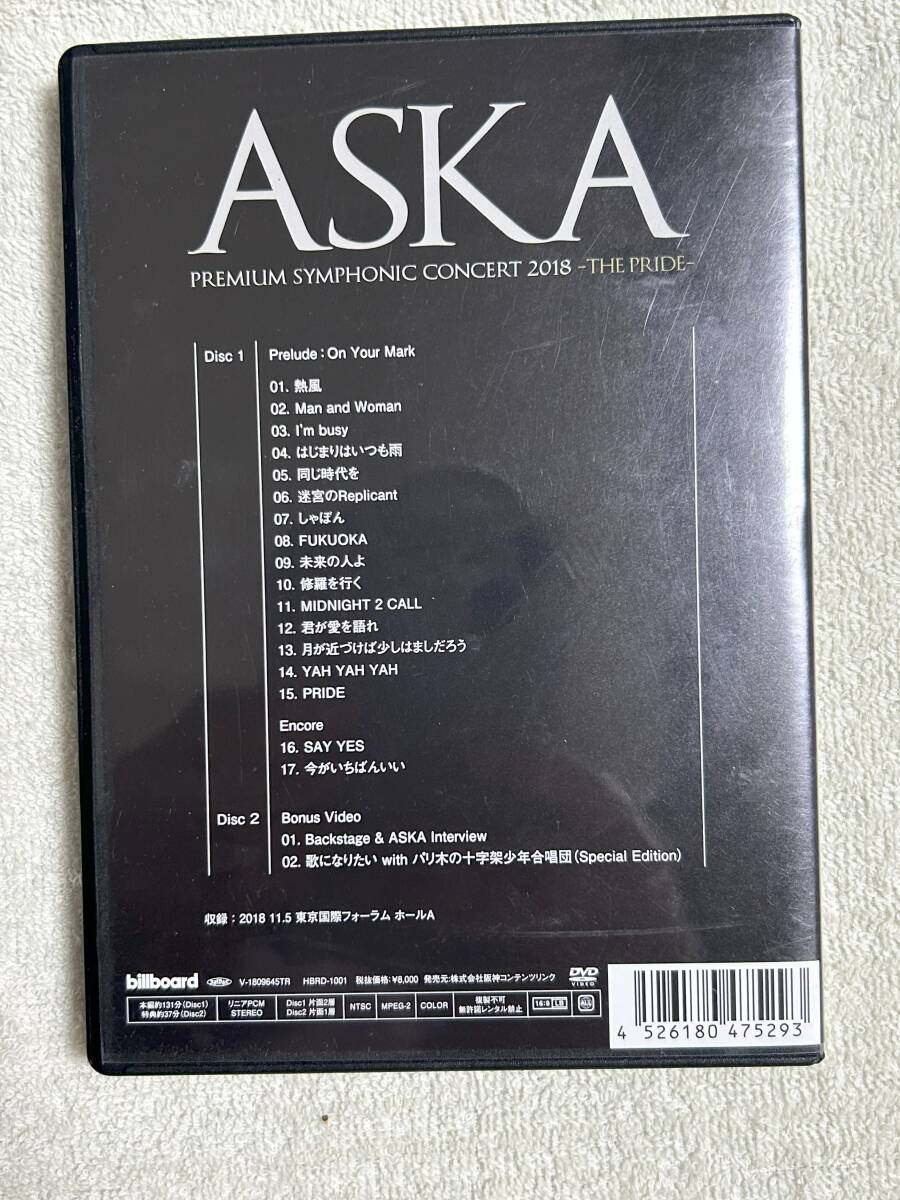 ASKA
PREMIUM SYMPHONIC CONCERT 2018 -THE PRIDE-
Disc 1
Prelude：On Your Mark
01. 熱風
02. Man and Woman
03. I'm busy
04. はじまりはいつも雨
05. 同じ時代を
06. 迷宮のReplicant
07. しゃぼん
08. FUKUOKA
09. 未来の人よ
10. 修羅を行く
11. MIDNIGHT 2 CALL
12. 君が愛を語れ
13. 月が近づけば少しはましだろう
14. YAH YAH YAH
15. PRIDE
Encore
16. SAY YES
17. 今がいちばんいい
Disc 2
Bonus Video
01. Backstage & ASKA Interview
02. 歌になりたい with パリ木の十字架少年合唱団（Special Edition）
収録：2018 11.5 東京国際フォーラム ホールA
billboard V-1809645TR HBRD-1001 税抜価格：¥8,000 発売元：株式会社阪神コンテンツリンク DVD VIDEO
本編約131分（Disc1）
特典約37分（Disc2）
リニアPCM
STEREO
Disc1 片面2層
Disc2 片面1層
NTSC
MPEG-2
COLOR
複製不可
無許諾レンタル禁止
16:9 LB
ALL
4 526180 475293